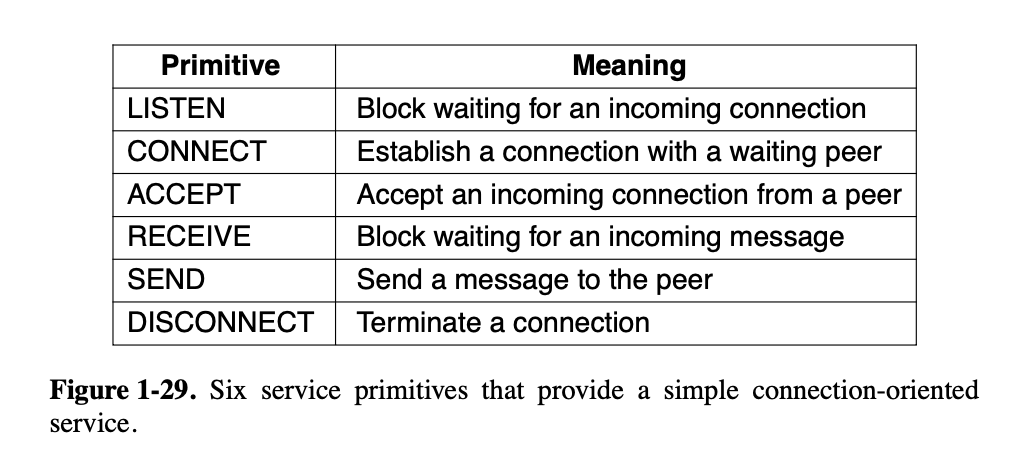 Primitive Meaning
LISTEN Block waiting for an incoming connection
CONNECT Establish a connection with a waiting peer
ACCEPT Accept an incoming connection from a peer
RECEIVE Block waiting for an incoming message
SEND Send a message to the peer
DISCONNECT Terminate a connection
Figure 1-29. Six service primitives that provide a simple connection-oriented
service.